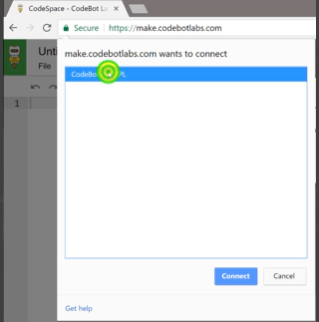 CodeSpace - CodeBot La ×
Secure https://make.codebotlabs.com
Unti
File
make.codebotlabs.com wants to connect
CodeBo
1
Connect Cancel
Get help